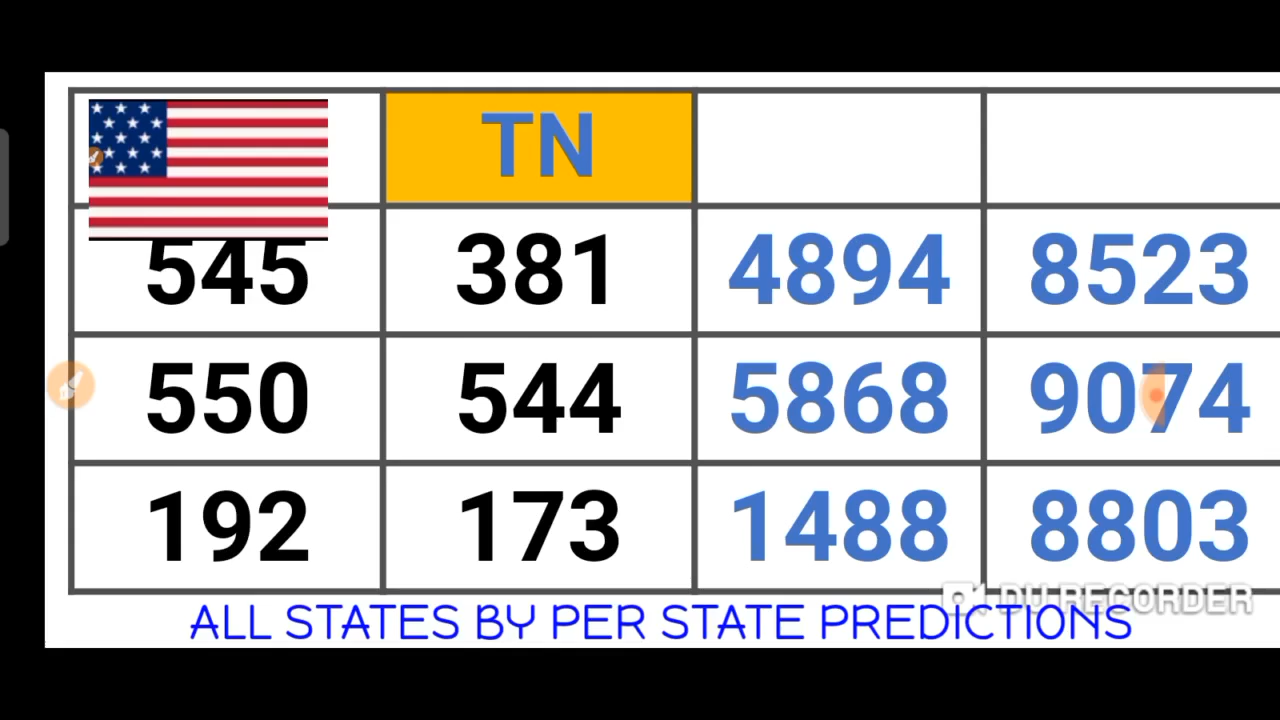 TN
545 381 4894 8523
550 544 5868 9074
192 173 1488 8803
DU RECORDER
ALL STATES BY PER STATE PREDICTIONS